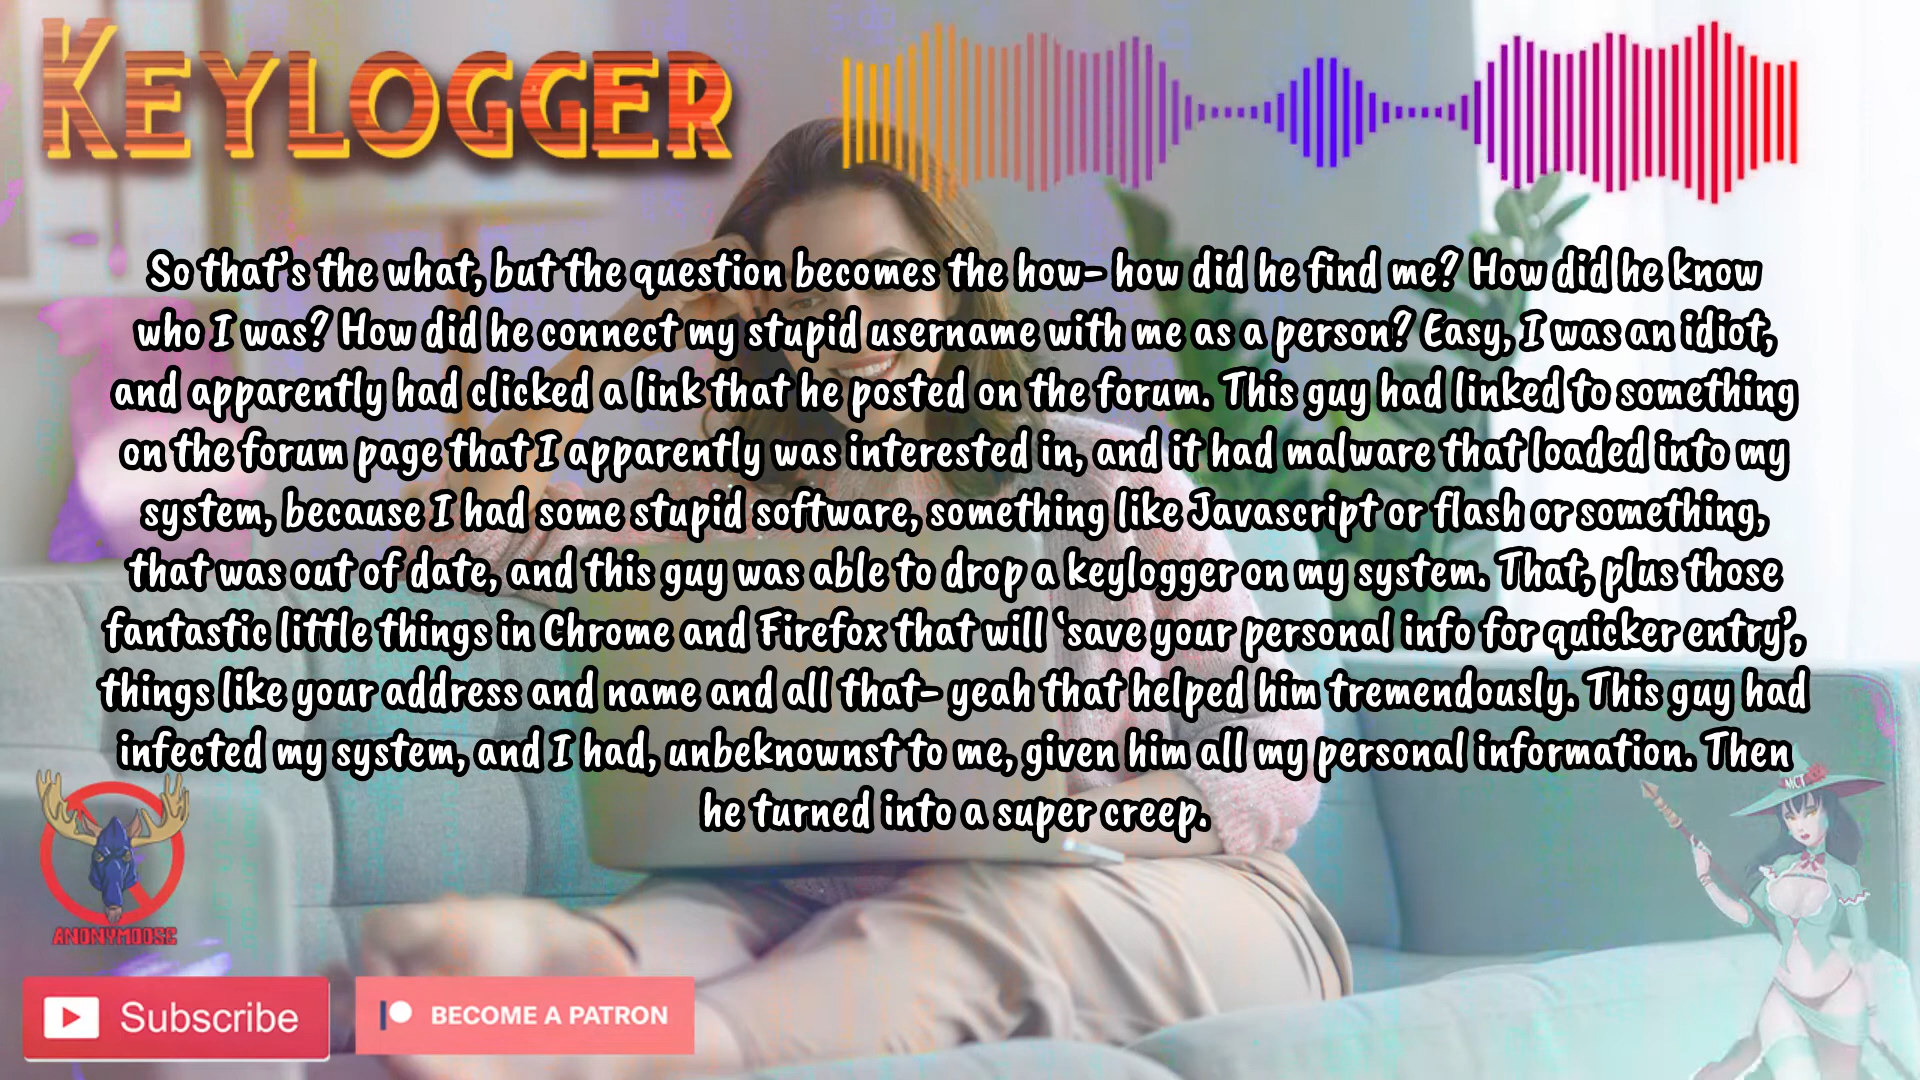 KEYLOGGER
So that's the what, but the question becomes the how- how did he find me? How did he know
who I was? How did he connect my stupid username with me as a person? Easy, I was an idiot,
and apparently had clicked a link that he posted on the forum. This guy had linked to something
on the forum page that I apparently was interested in, and it had malware that loaded into my
system, because I had some stupid software, something like Javascript or flash or something,
that was out of date, and this guy was able to drop a keylogger on my system. That, plus those
fantastic little things in Chrome and Firefox that will ‘save your personal info for quicker entry’,
things like your address and name and all that- yeah that helped him tremendously. This guy had
infected my system, and I had, unbeknownst to me, given him all my personal information. Then
he turned into a super creep.
MCT
ANONYMOOSE
Subscribe
BECOME A PATRON